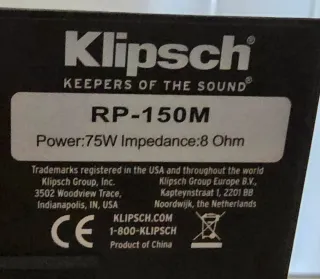 Klipsch®
KEEPERS OF THE SOUND®
RP-150M
Power:75W Impedance:8 Ohm
Trademarks registered in the USA and throughout the world
Klipsch Group, Inc.
3502 Woodview Trace,
Indianapolis, IN, USA
Klipsch Group Europe B.V.,
Kapteynstraat 1, 2201 BB
Noordwijk, the Netherlands
CE
KLIPSCH.COM
1-800-KLIPSCH
Product of China